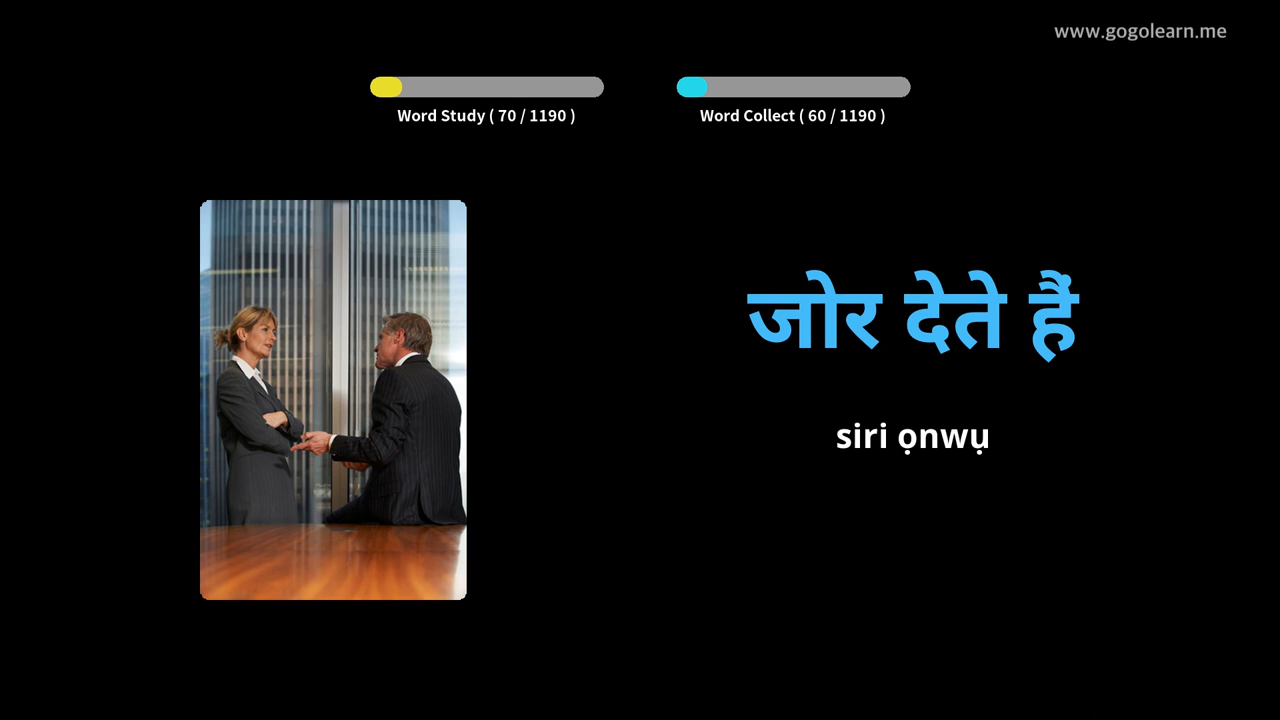 www.gogolearn.me
Word Study ( 70 / 1190 )
Word Collect ( 60 / 1190 )
जोर देते हैं
siri ọnwụ